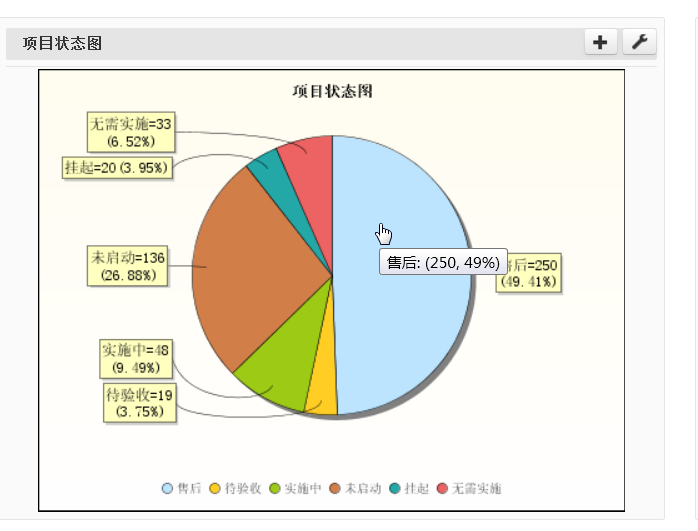 项目状态图
项目状态图
无需实施=33
(6.52%)
挂起=20 (3.95%)
未启动=136
(26.88%)
售后: (250, 49%)
后=250
(49.41%)
实施中=48
(9.49%)
待验收=19
(3.75%)
售后 待验收 实施中 未启动 挂起 无需实施